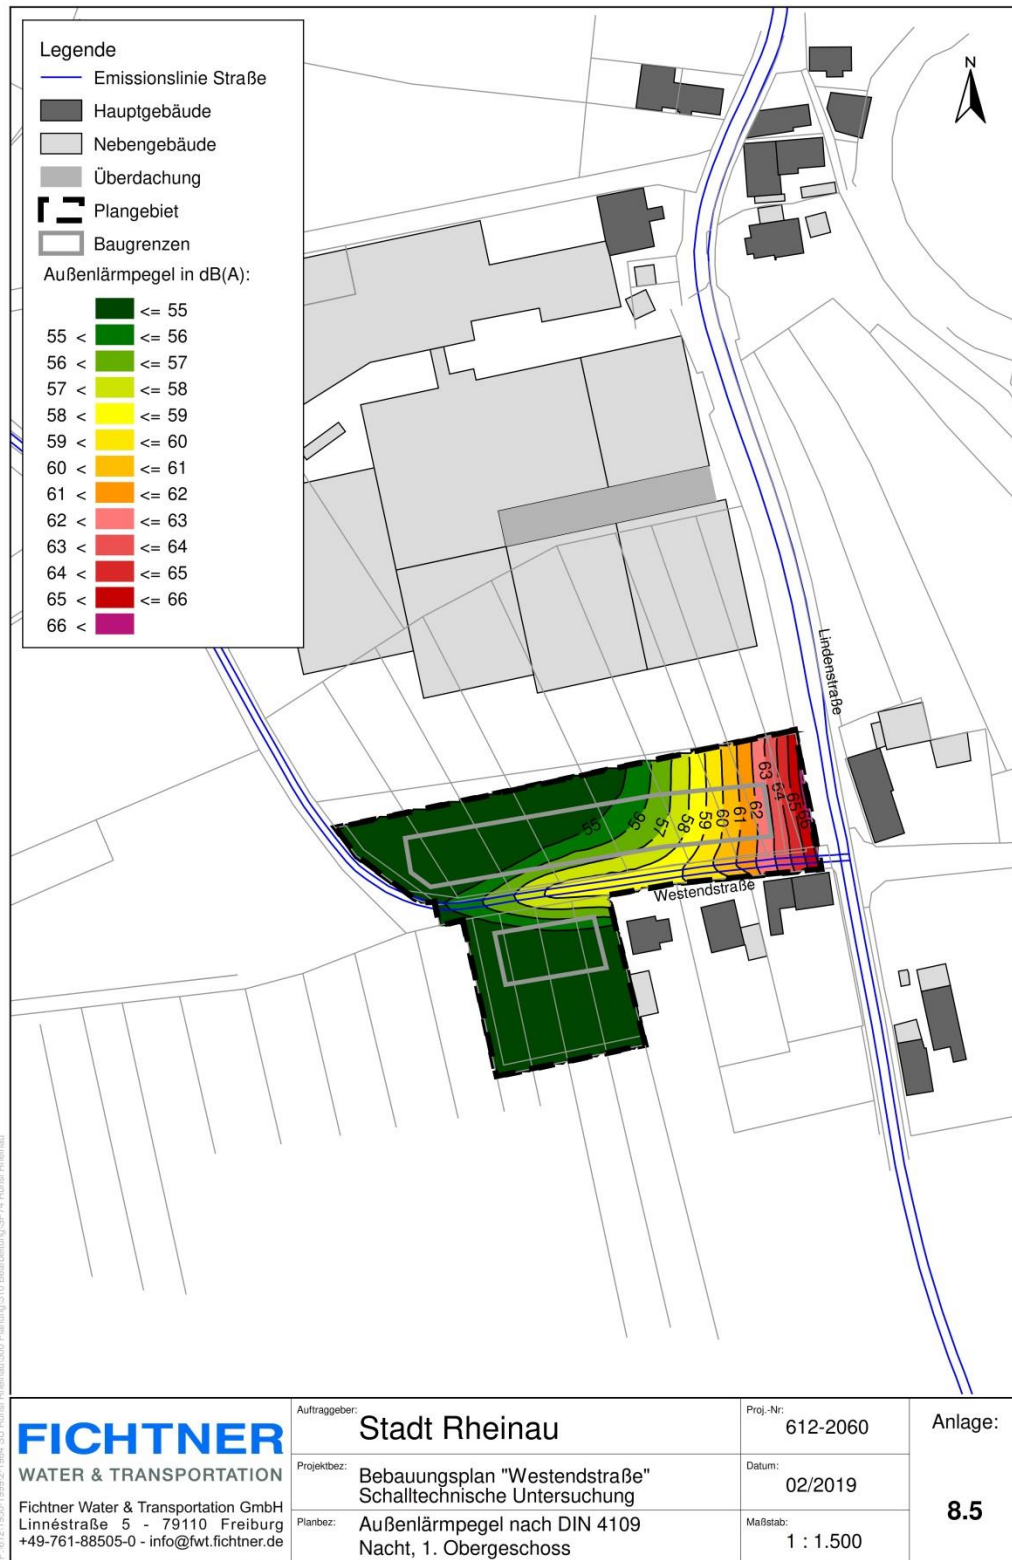 Legende
Emissionslinie Straße
Hauptgebäude
Nebengebäude
Überdachung
Plangebiet
Baugrenzen
Außenlärmpegel in dB(A):
<= 55
55 < <= 56
56 < <= 57
57 < <= 58
58 < <= 59
59 < <= 60
60 < <= 61
61 < <= 62
62 < <= 63
63 < <= 64
64 < <= 65
65 < <= 66
66 <
N
Lindenstraße
55
56
57
58
59
60
61
62
63
64
65
66
Westendstraße
FICHTNER
WATER & TRANSPORTATION
Fichtner Water & Transportation GmbH
Linnéstraße 5 - 79110 Freiburg
+49-761-88505-0 - info@fwt.fichtner.de
Auftraggeber:
Stadt Rheinau
Projektbez:
Bebauungsplan "Westendstraße"
Schalltechnische Untersuchung
Planbez:
Außenlärmpegel nach DIN 4109
Nacht, 1. Obergeschoss
Proj.-Nr:
612-2060
Datum:
02/2019
Maßstab:
1 : 1.500
Anlage:
8.5